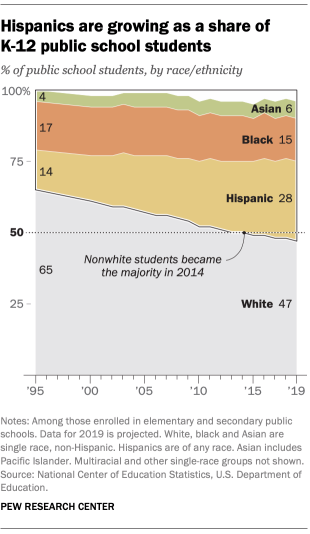 Hispanics are growing as a share of
K-12 public school students
% of public school students, by race/ethnicity
100%
4
Asian 6
17
Black 15
75
14
Hispanic 28
50
Nonwhite students became
the majority in 2014
65
25
White 47
'95 '00 '05 '10 '15 '19
Notes: Among those enrolled in elementary and secondary public
schools. Data for 2019 is projected. White, black and Asian are
single race, non-Hispanic. Hispanics are of any race. Asian includes
Pacific Islander. Multiracial and other single-race groups not shown.
Source: National Center of Education Statistics, U.S. Department of
Education.
PEW RESEARCH CENTER